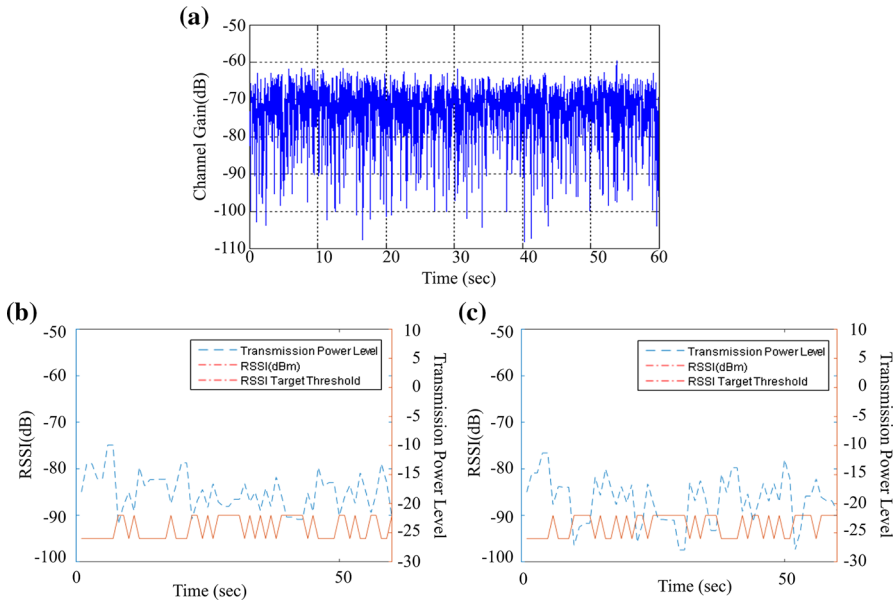 (a)
-50
-60
-70
-80
-90
-100
-110
Channel Gain(dB)
0 10 20 30 40 50 60
Time (sec)
(b)
-50
-60
-70
-80
-90
-100
RSSI(dB)
Transmission Power Level
RSSI(dBm)
RSSI Target Threshold
10
5
0
-5
-10
-15
-20
-25
-30
Transmission Power Level
0 50
Time (sec)
(c)
-50
-60
-70
-80
-90
-100
RSSI(dB)
Transmission Power Level
RSSI(dBm)
RSSI Target Threshold
10
5
0
-5
-10
-15
-20
-25
-30
Transmission Power Level
0 50
Time (sec)